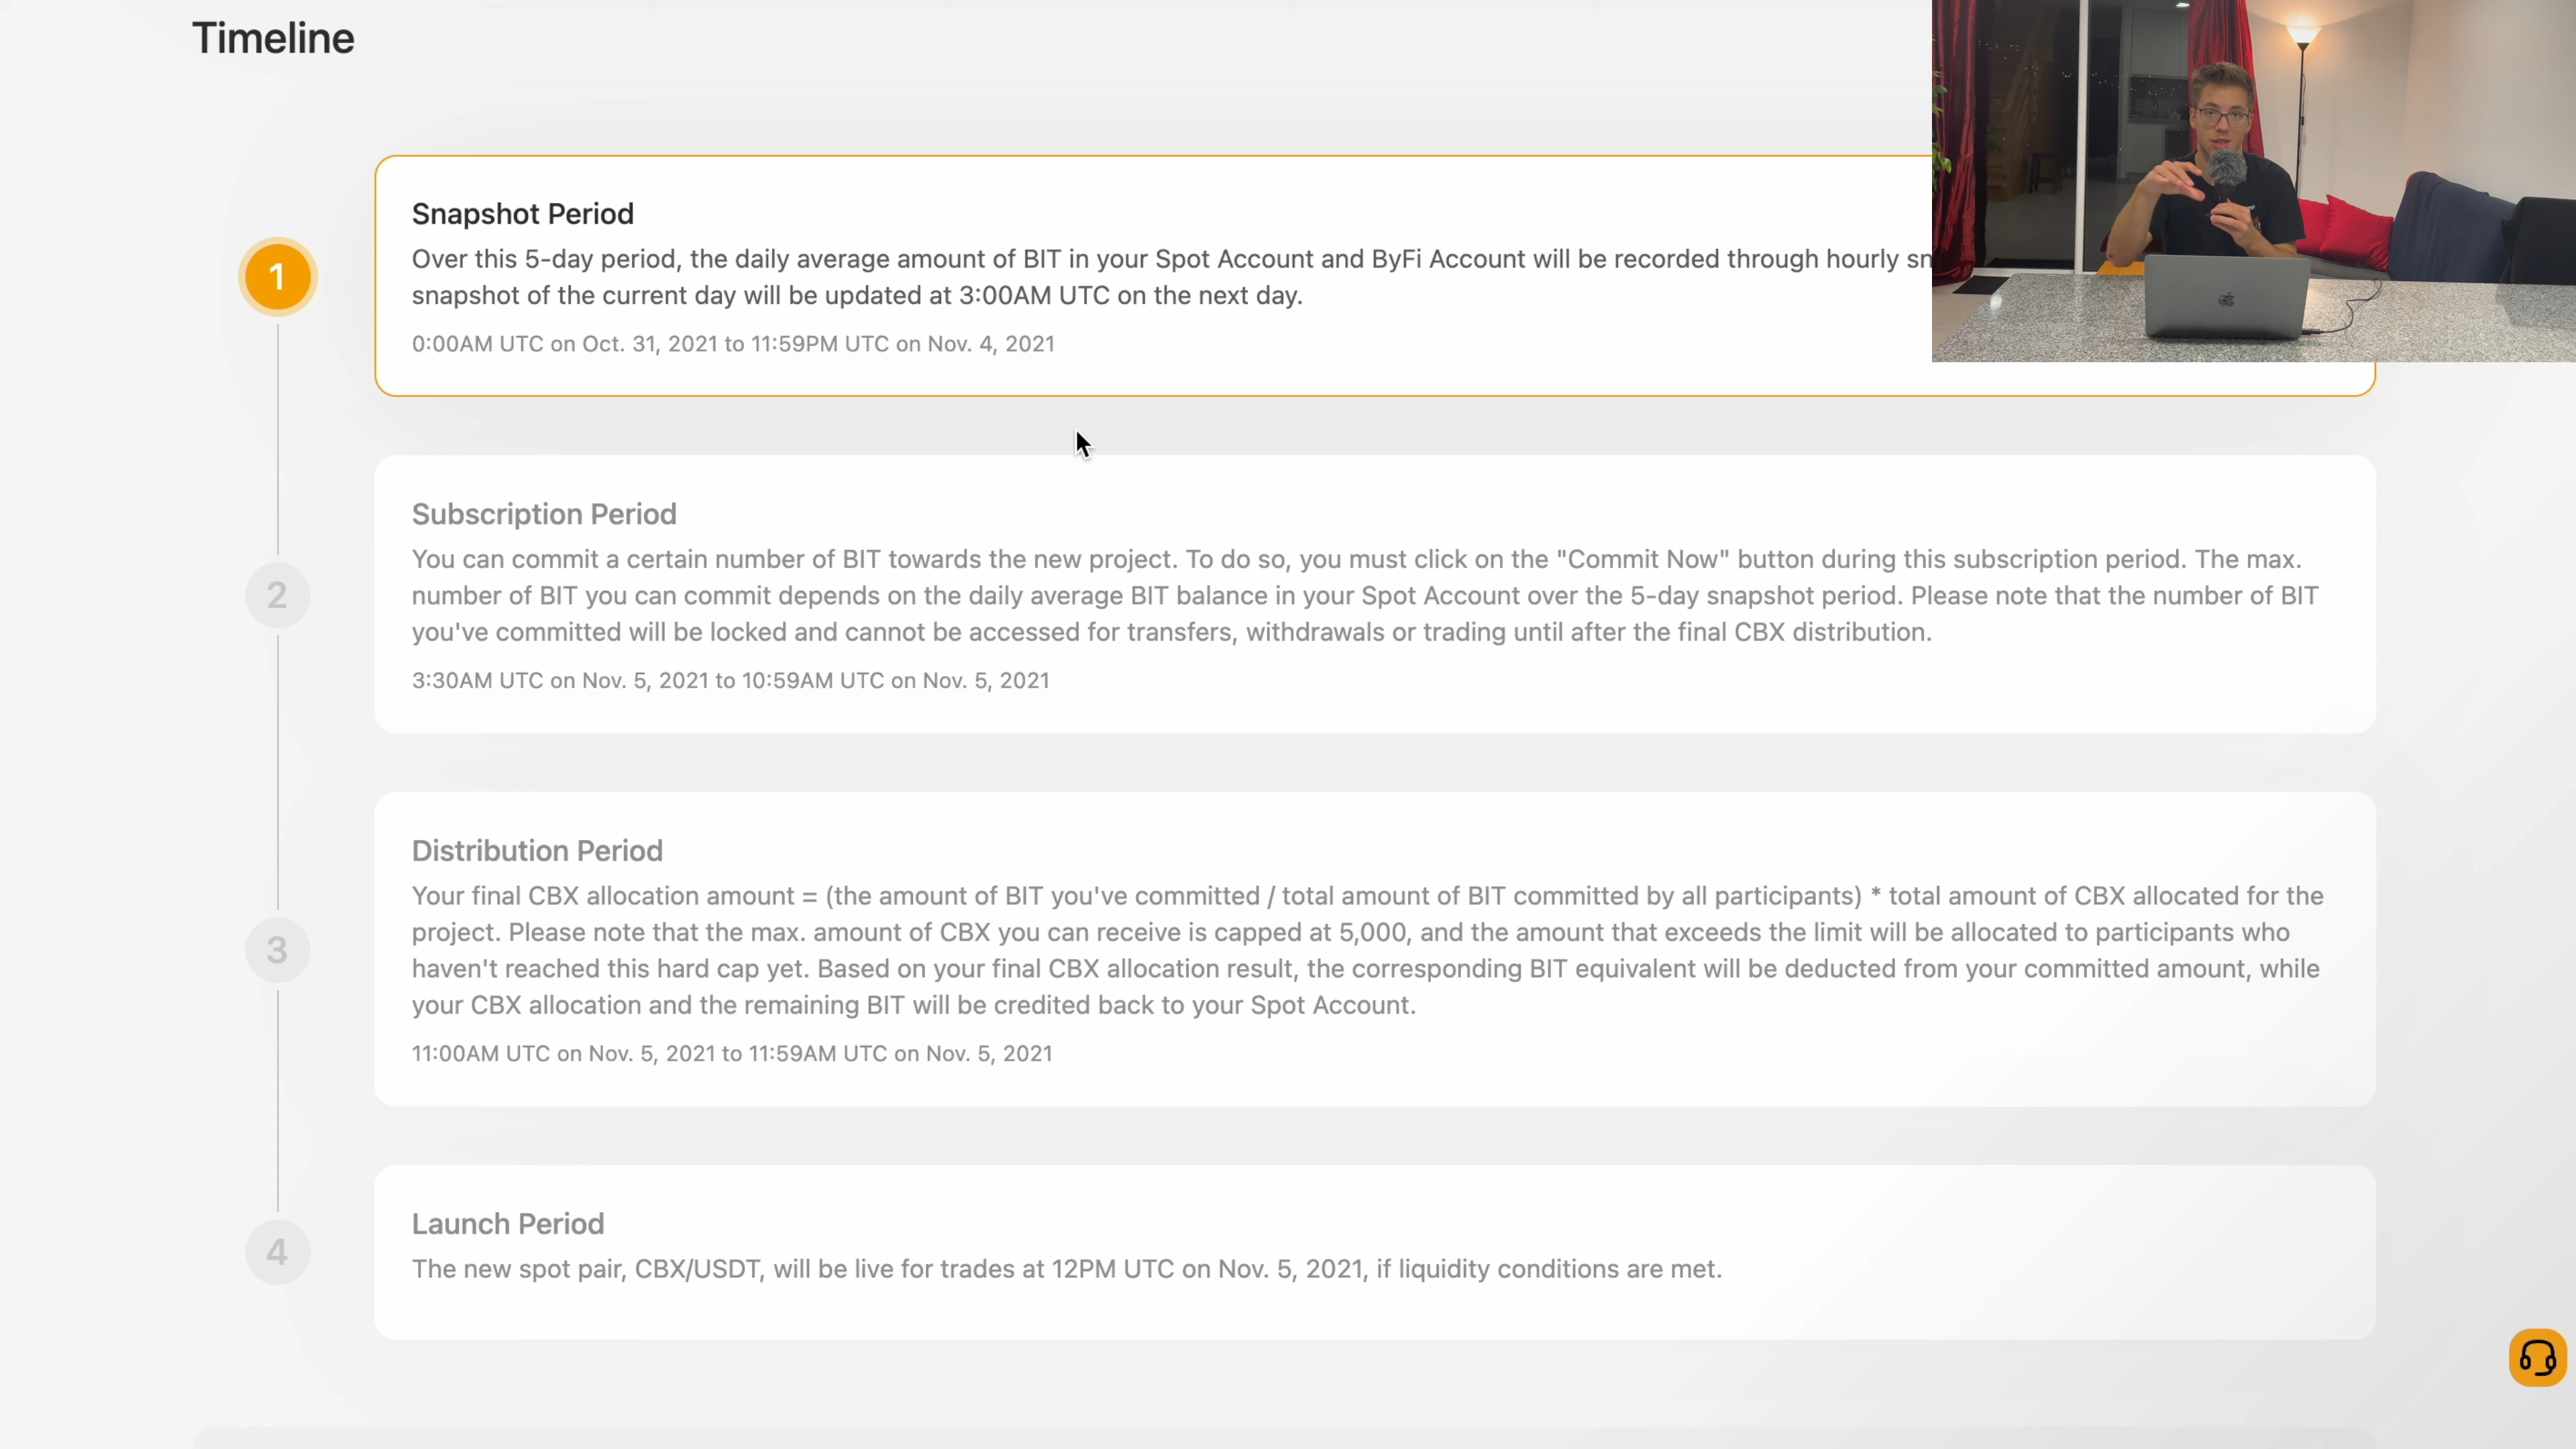 Timeline
1
Snapshot Period
Over this 5-day period, the daily average amount of BIT in your Spot Account and ByFi Account will be recorded through hourly
snapshot of the current day will be updated at 3:00AM UTC on the next day.
0:00AM UTC on Oct. 31, 2021 to 11:59PM UTC on Nov. 4, 2021
2
Subscription Period
You can commit a certain number of BIT towards the new project. To do so, you must click on the "Commit Now" button during this subscription period. The max.
number of BIT you can commit depends on the daily average BIT balance in your Spot Account over the 5-day snapshot period. Please note that the number of BIT
you've committed will be locked and cannot be accessed for transfers, withdrawals or trading until after the final CBX distribution.
3:30AM UTC on Nov. 5, 2021 to 10:59AM UTC on Nov. 5, 2021
3
Distribution Period
Your final CBX allocation amount = (the amount of BIT you've committed / total amount of BIT committed by all participants) * total amount of CBX allocated for the
project. Please note that the max. amount of CBX you can receive is capped at 5,000, and the amount that exceeds the limit will be allocated to participants who
haven't reached this hard cap yet. Based on your final CBX allocation result, the corresponding BIT equivalent will be deducted from your committed amount, while
your CBX allocation and the remaining BIT will be credited back to your Spot Account.
11:00AM UTC on Nov. 5, 2021 to 11:59AM UTC on Nov. 5, 2021
4
Launch Period
The new spot pair, CBX/USDT, will be live for trades at 12PM UTC on Nov. 5, 2021, if liquidity conditions are met.